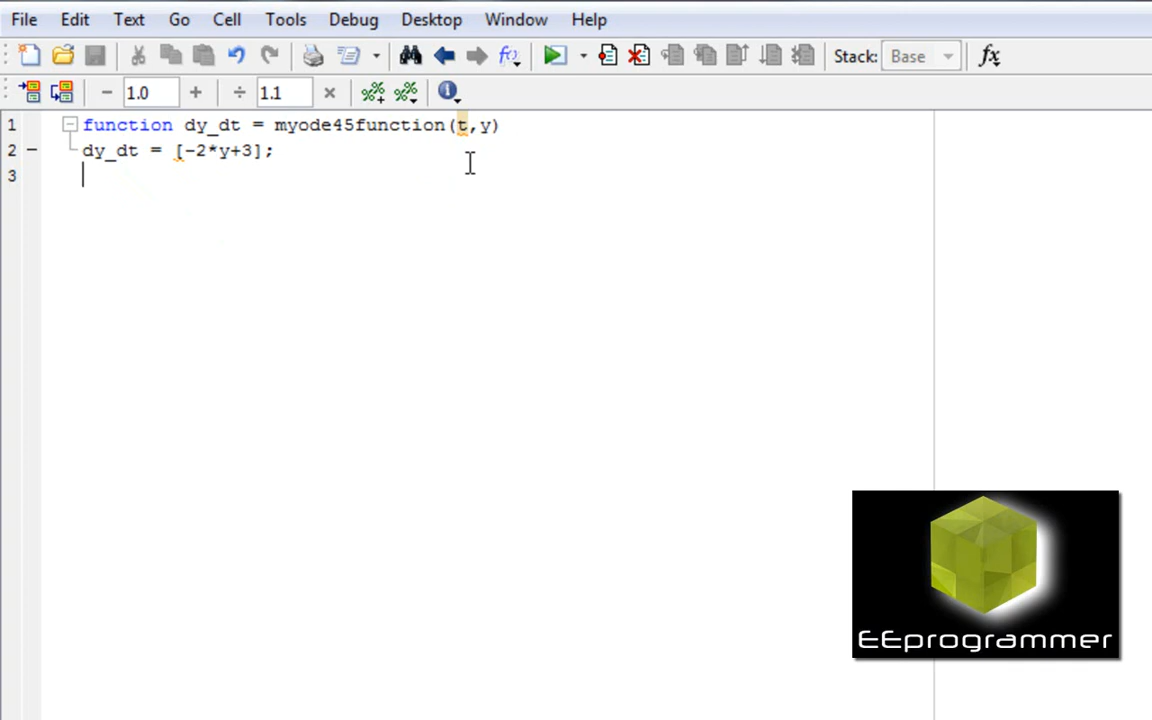 File Edit Text Go Cell Tools Debug Desktop Window Help
Stack: Base fx
1.0 1.1
1 function dy_dt = myode45function(t,y)
2 dy_dt = [-2*y+3];
3
EEprogrammer